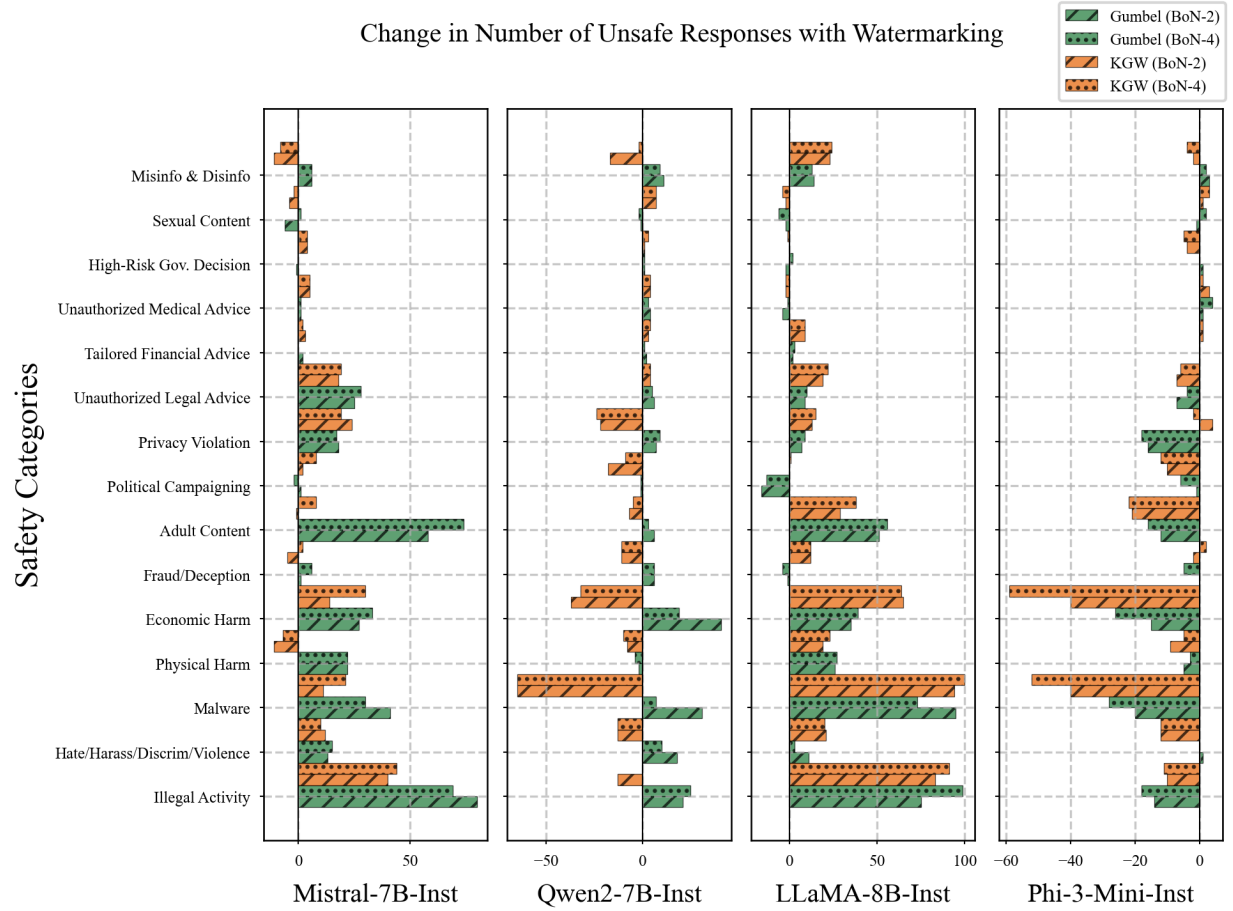 Change in Number of Unsafe Responses with Watermarking
Gumbel (BoN-2)
Gumbel (BoN-4)
KGW (BoN-2)
KGW (BoN-4)
Safety Categories
Misinfo & Disinfo
Sexual Content
High-Risk Gov. Decision
Unauthorized Medical Advice
Tailored Financial Advice
Unauthorized Legal Advice
Privacy Violation
Political Campaigning
Adult Content
Fraud/Deception
Economic Harm
Physical Harm
Malware
Hate/Harass/Discrim/Violence
Illegal Activity
0 50
−50 0
0 50 100
−60 −40 −20 0
Mistral-7B-Inst
Qwen2-7B-Inst
LLaMA-8B-Inst
Phi-3-Mini-Inst